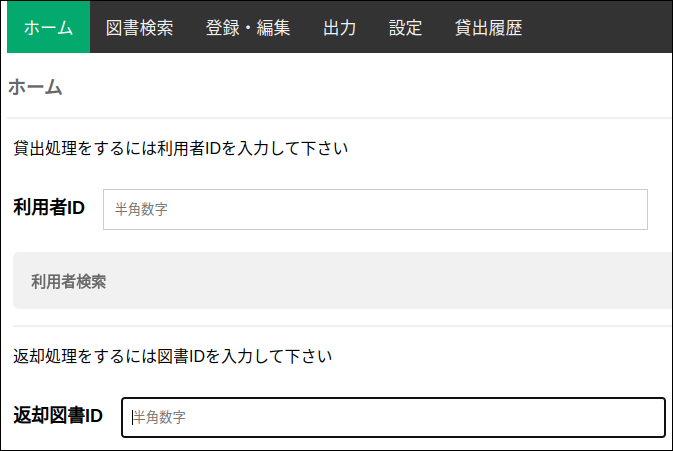 ホーム 図書検索 登録・編集 出力 設定 貸出履歴
ホーム
貸出処理をするには利用者IDを入力して下さい
利用者ID 半角数字
利用者検索
返却処理をするには図書IDを入力して下さい
返却図書ID 半角数字